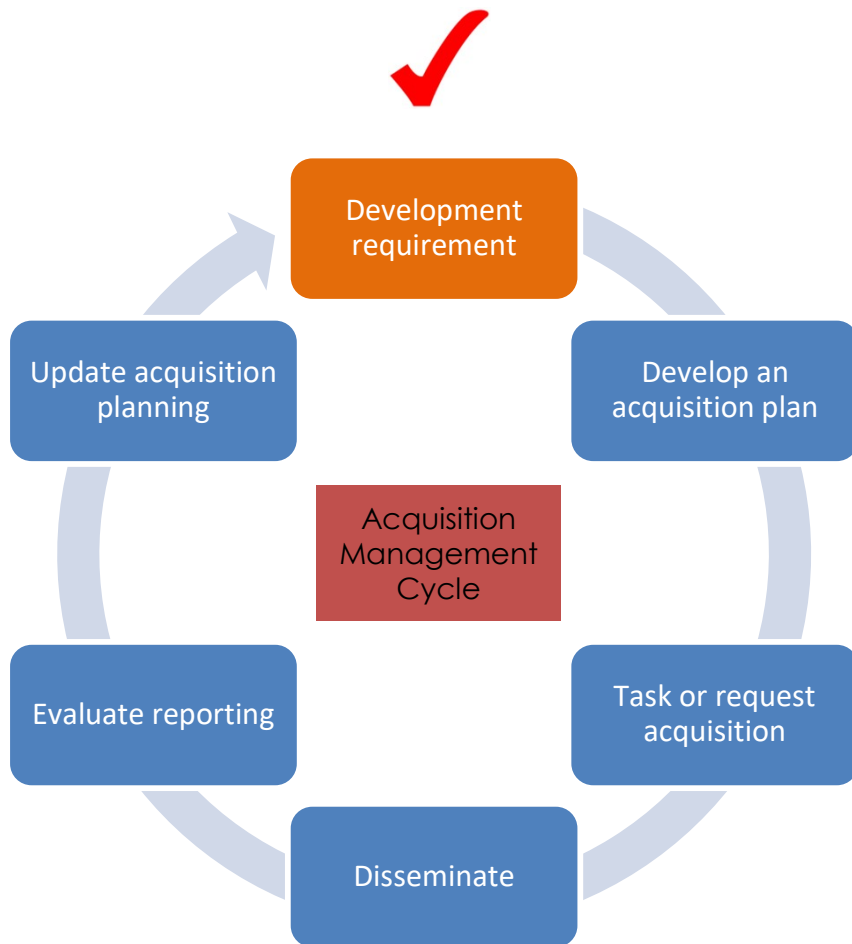 Development
requirement
Develop an
acquisition plan
Task or request
acquisition
Disseminate
Evaluate reporting
Update acquisition
planning
Acquisition
Management
Cycle